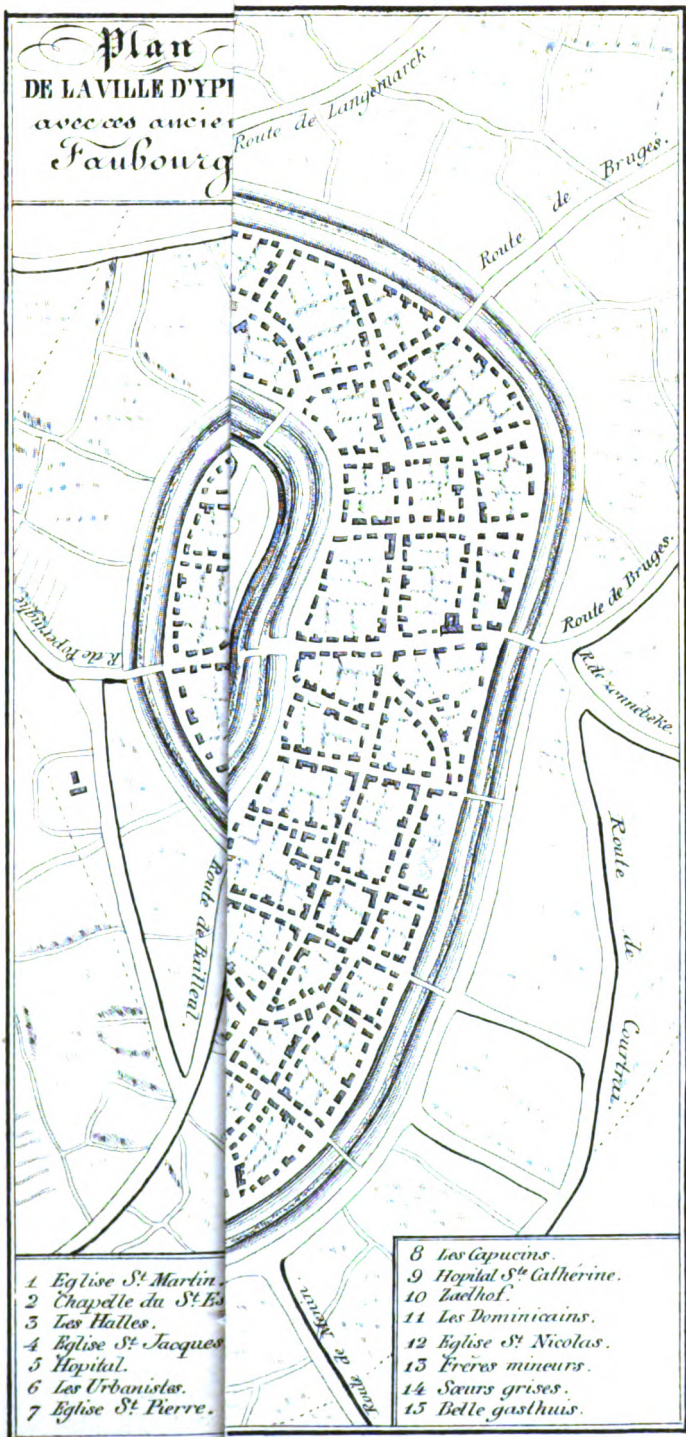 Plan
DE LA VILLE D'YP
avec ces ancien
Faubourg
Route de Langemarck.
Route de Bruges.
Route de Bruges.
R. de Zonnebeke.
R. de Poperinghe
Route de Bailleul.
Route de Courtrai.
Route de Menin.
1 Eglise St Martin.
2 Chapelle du St Es
3 Les Halles.
4 Eglise St Jacques
5 Hopital.
6 Les Urbanistes.
7 Eglise St Pierre.
8 Les Capucins.
9 Hopital Ste Cathérine.
10 Zaelhof.
11 Les Dominicains.
12 Eglise St Nicolas.
13 Frères mineurs.
14 Sœurs grises.
15 Belle gasthuis.